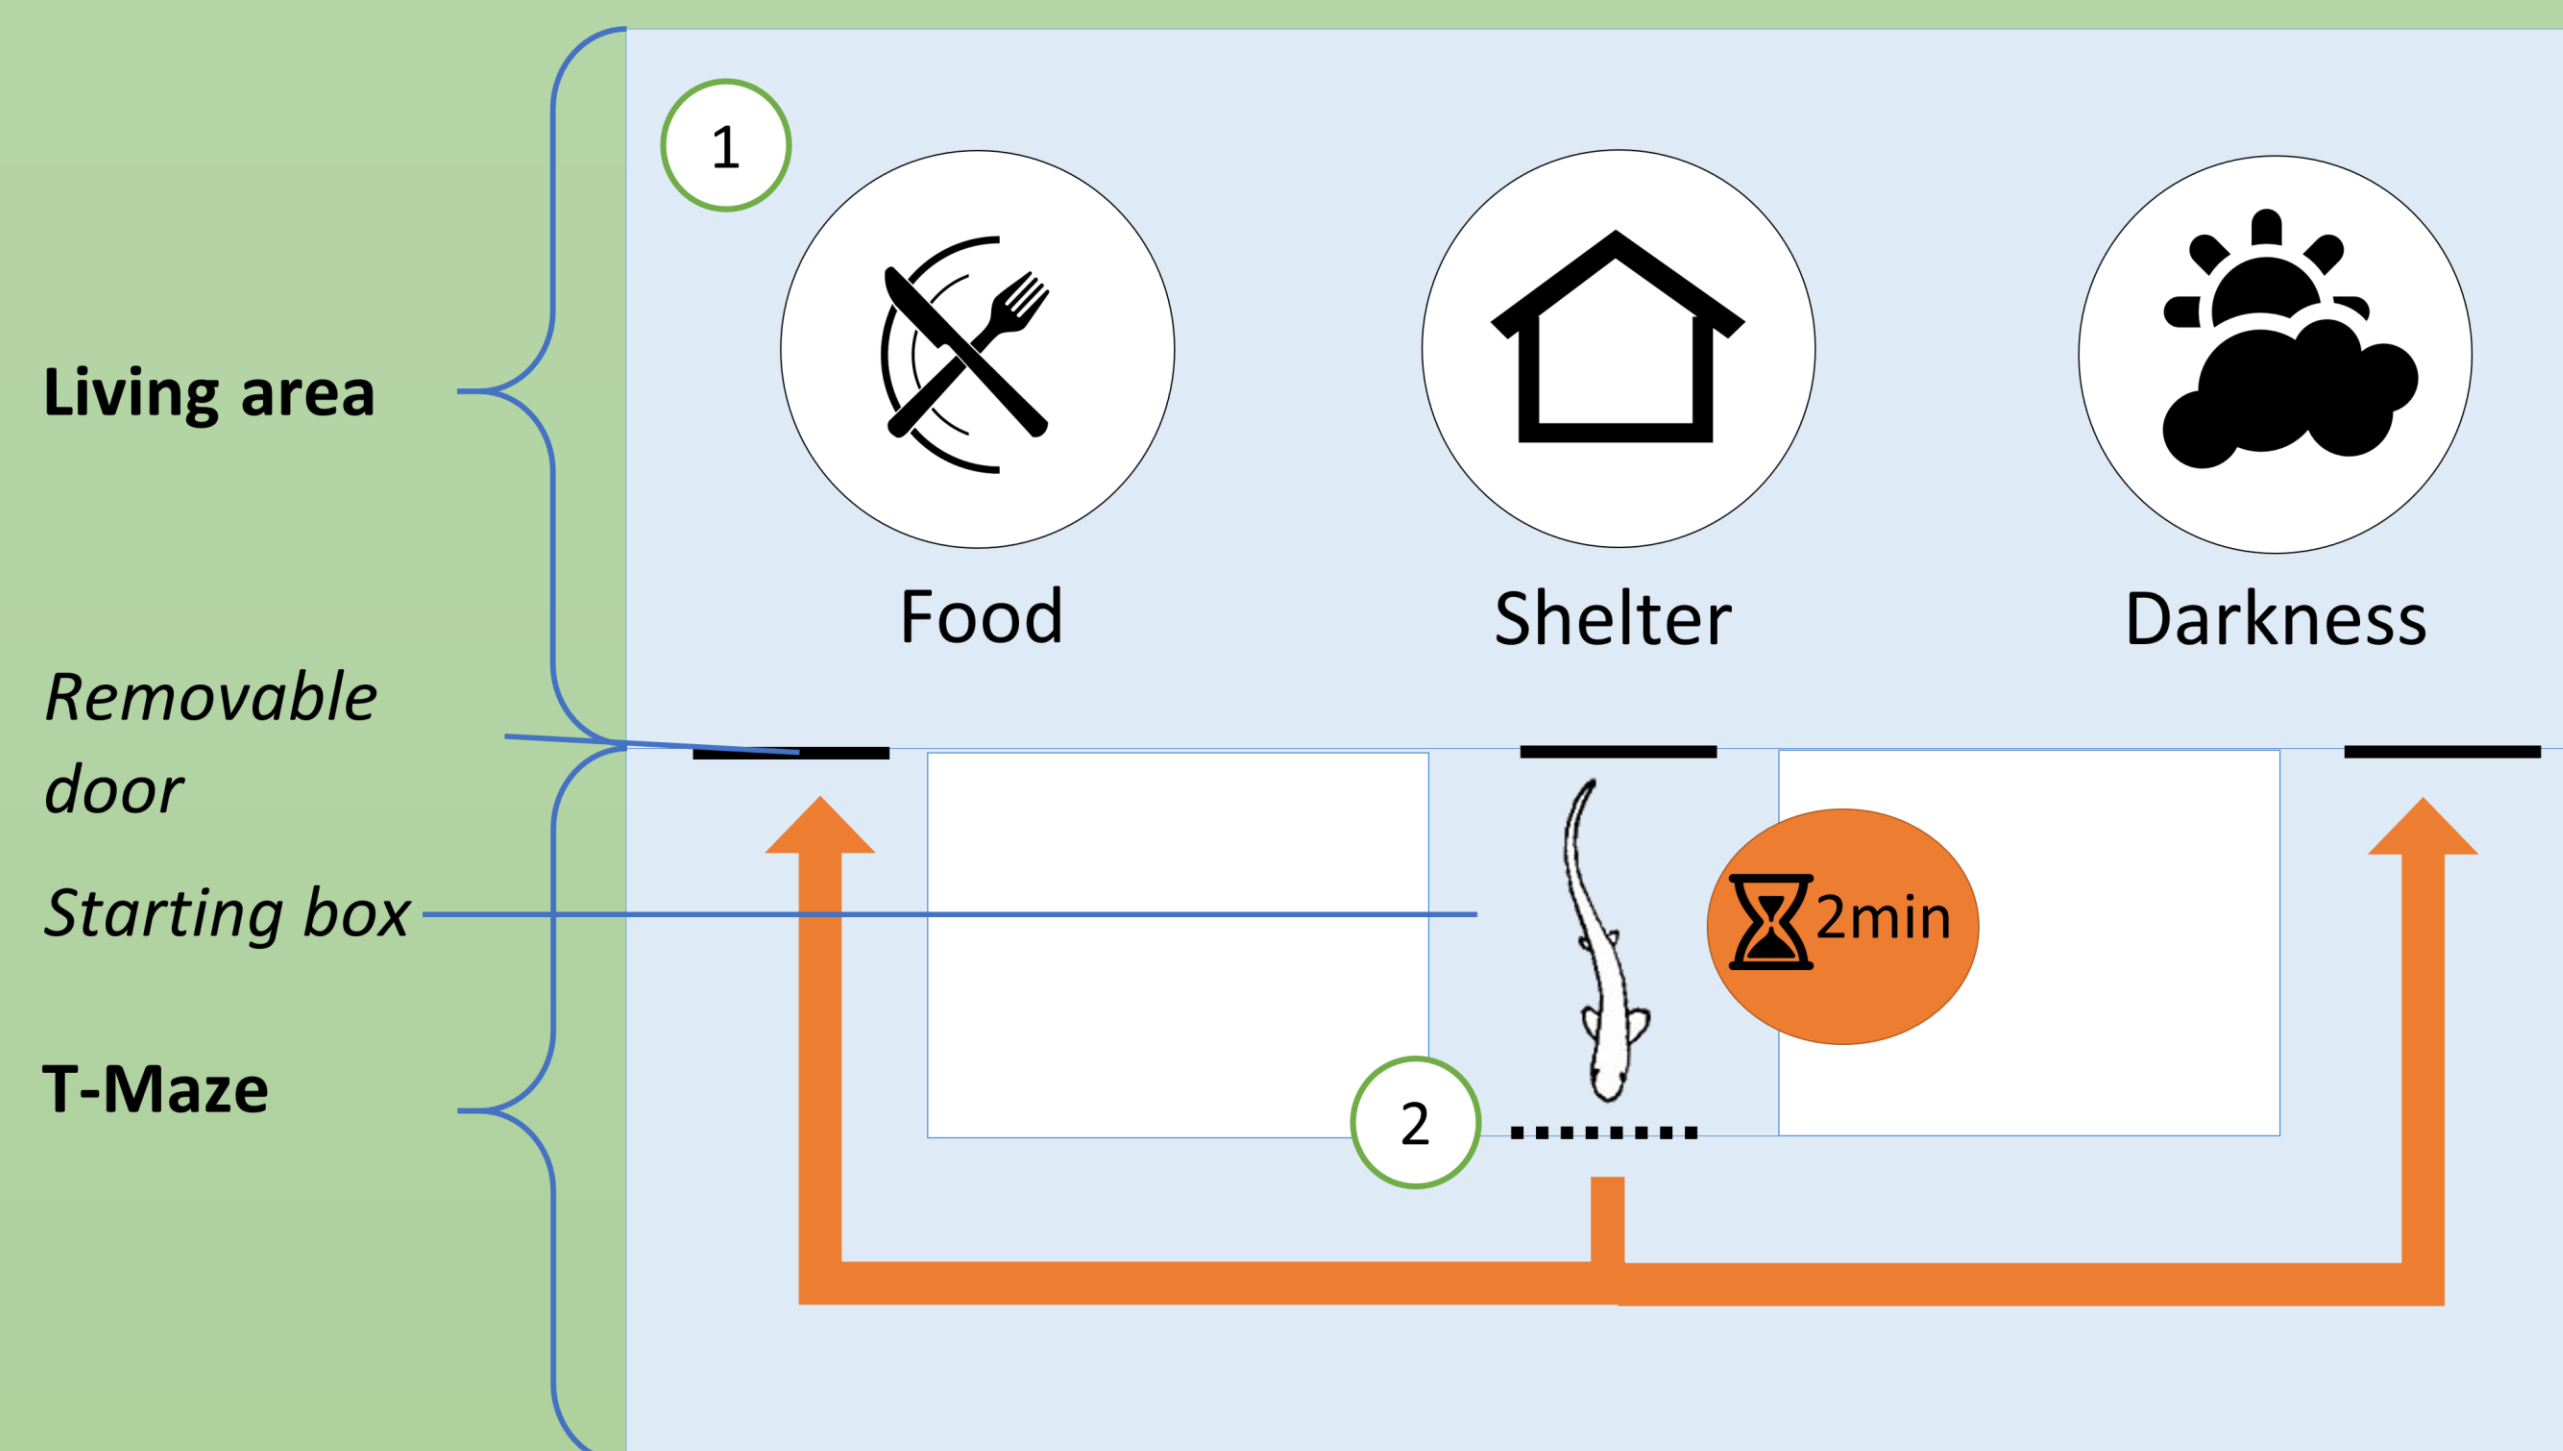 1
Living area
Food
Shelter
Darkness
Removable
door
Starting box
2min
T-Maze
2